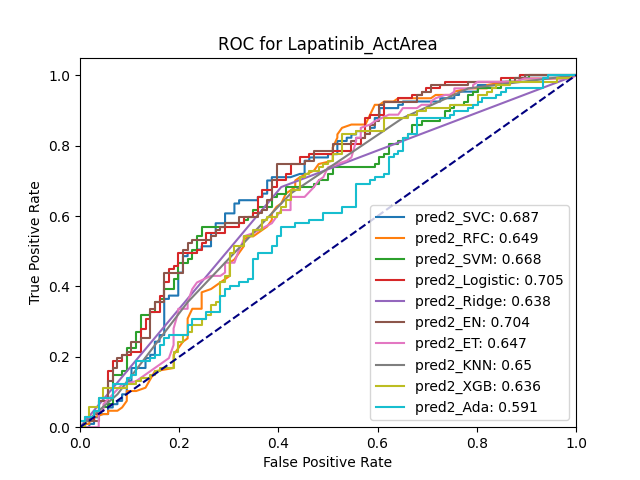 ROC for Lapatinib_ActArea
True Positive Rate
1.0
0.8
0.6
0.4
0.2
0.0
pred2_SVC: 0.687
pred2_RFC: 0.649
pred2_SVM: 0.668
pred2_Logistic: 0.705
pred2_Ridge: 0.638
pred2_EN: 0.704
pred2_ET: 0.647
pred2_KNN: 0.65
pred2_XGB: 0.636
pred2_Ada: 0.591
0.0 0.2 0.4 0.6 0.8 1.0
False Positive Rate